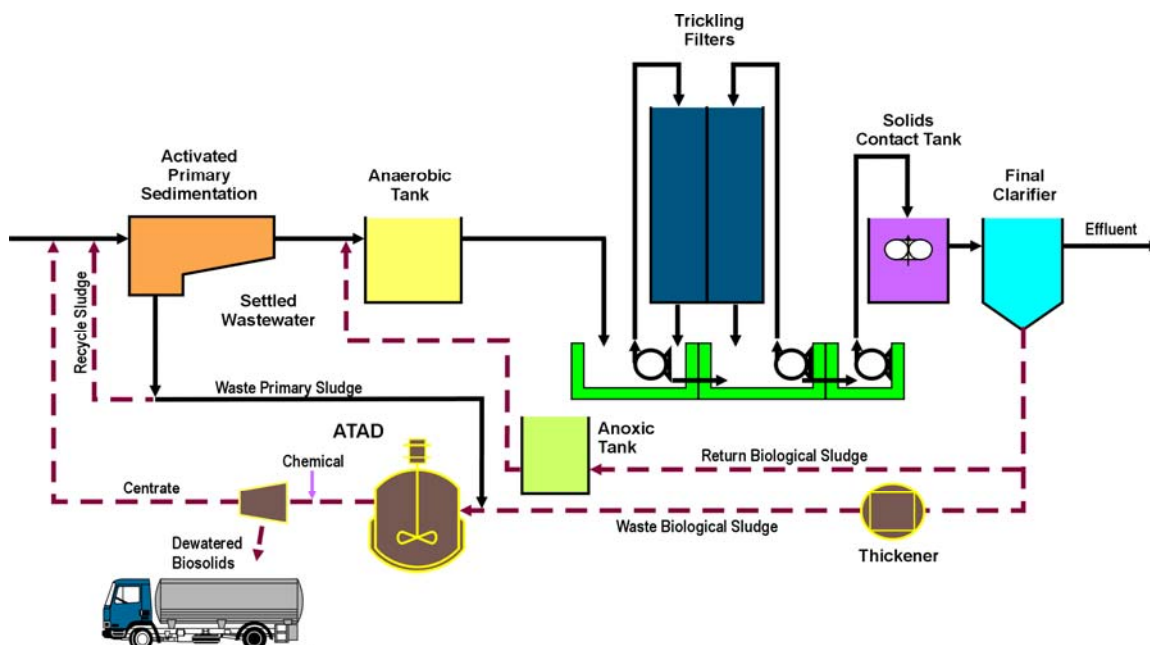 Trickling
Filters
Solids
Contact Tank
Activated
Primary
Sedimentation
Anaerobic
Tank
Final
Clarifier
Effluent
Settled
Wastewater
Recycle Sludge
Waste Primary Sludge
ATAD
Anoxic
Tank
Return Biological Sludge
Chemical
Centrate
Waste Biological Sludge
Thickener
Dewatered
Biosolids